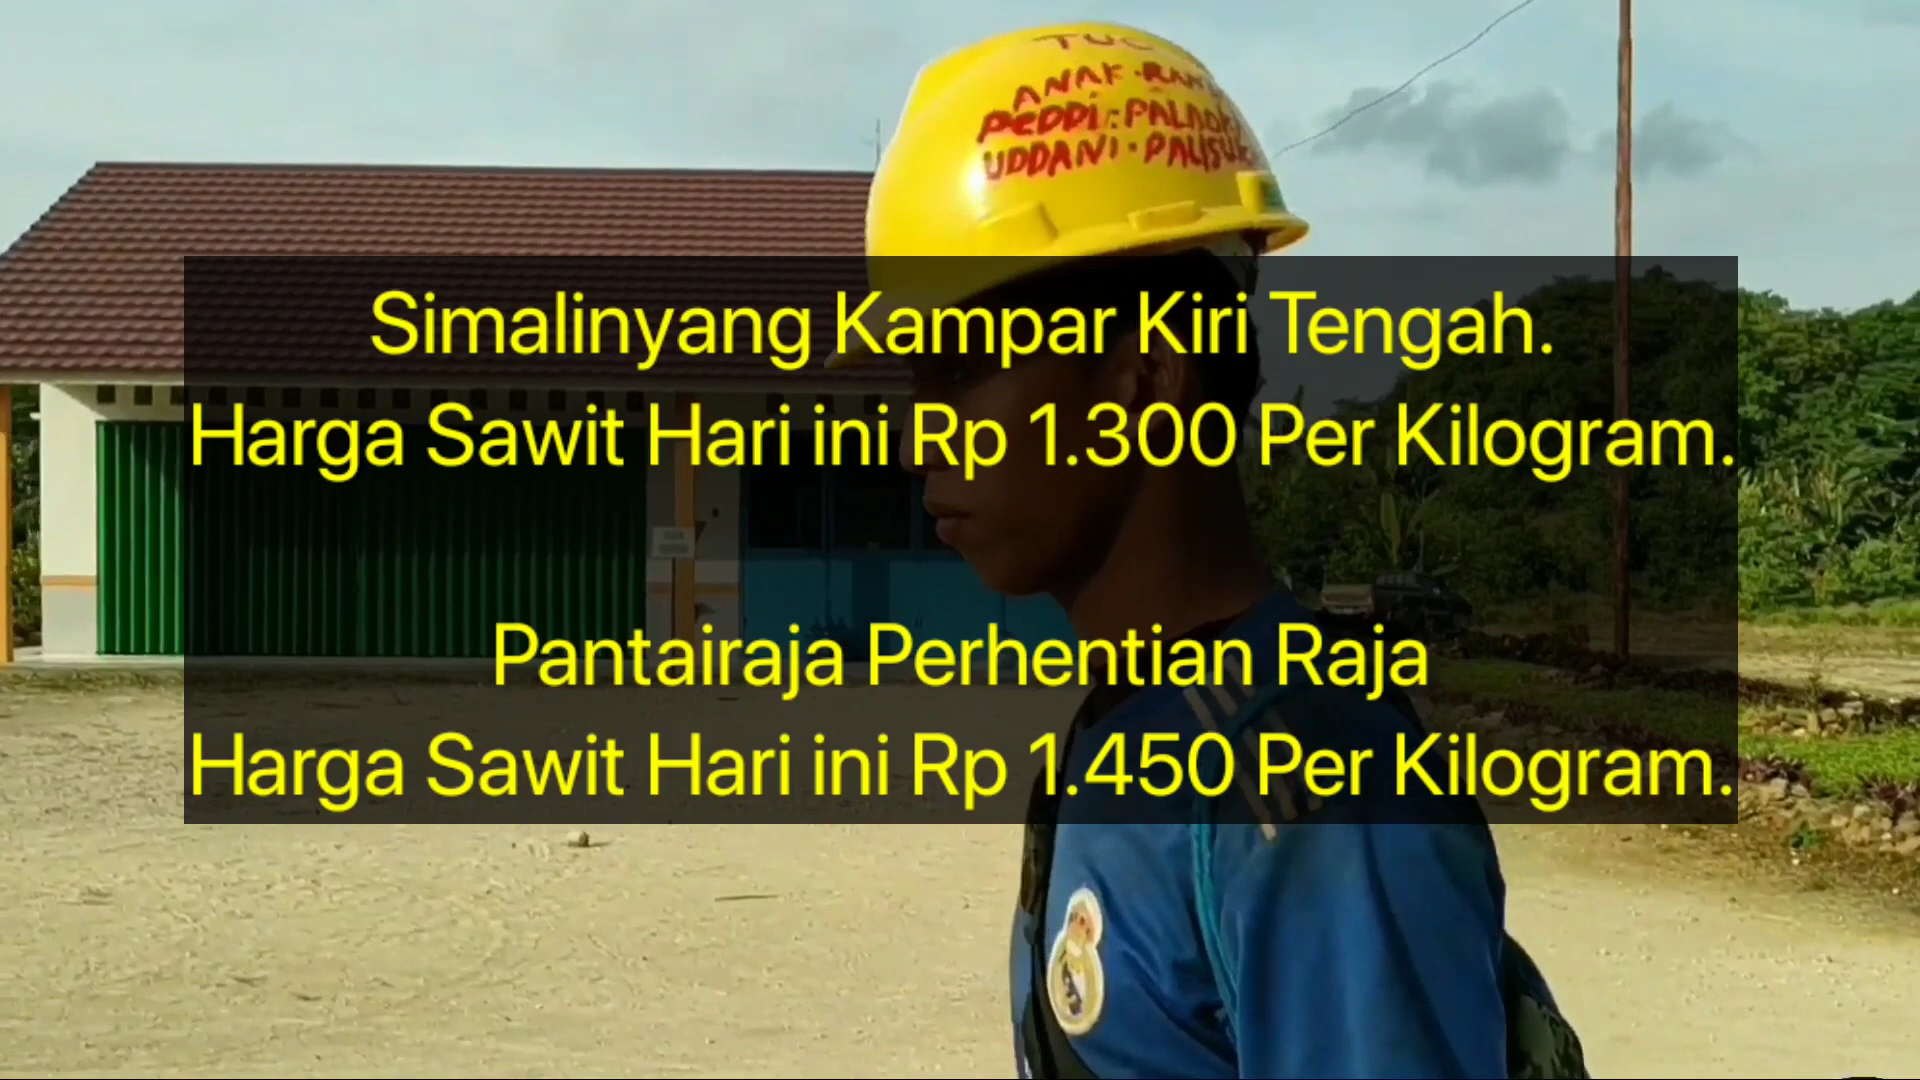 TUC
ANAK
PEDDI
UDDANI
Simalinyang Kampar Kiri Tengah.
Harga Sawit Hari ini Rp 1.300 Per Kilogram.
Pantairaja Perhentian Raja
Harga Sawit Hari ini Rp 1.450 Per Kilogram.